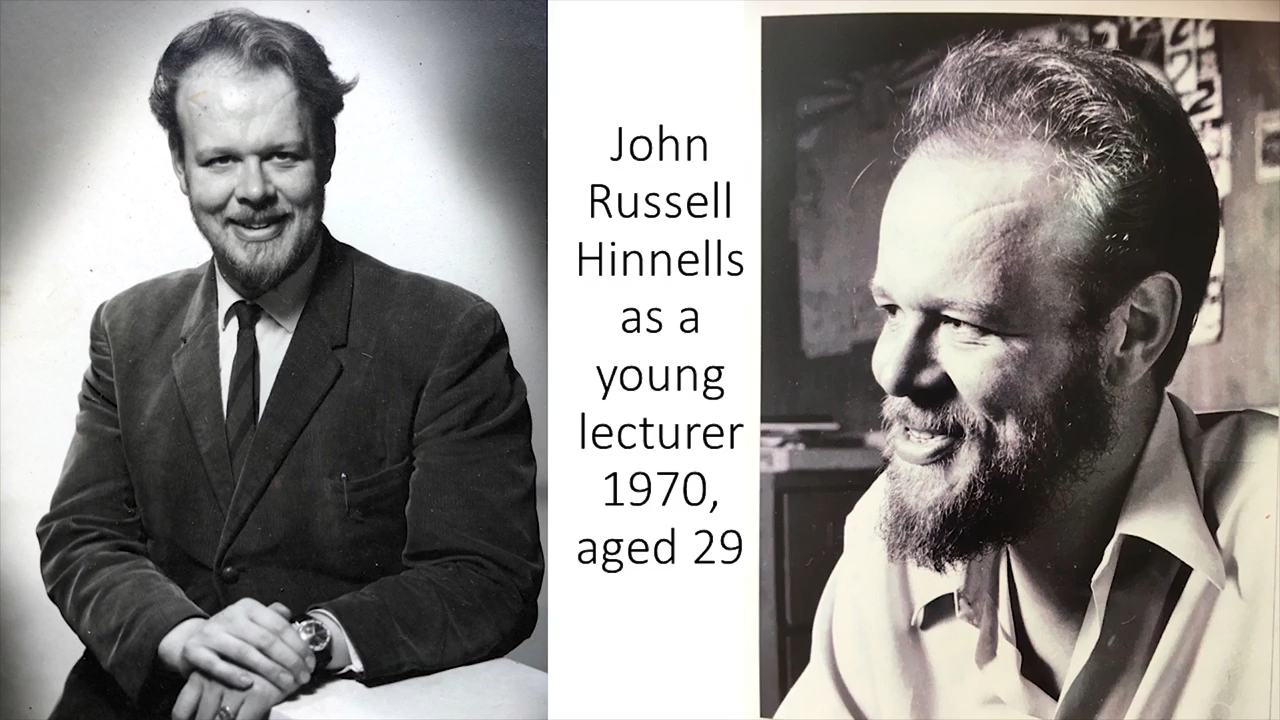 John
Russell
Hinnells
as a
young
lecturer
1970,
aged 29